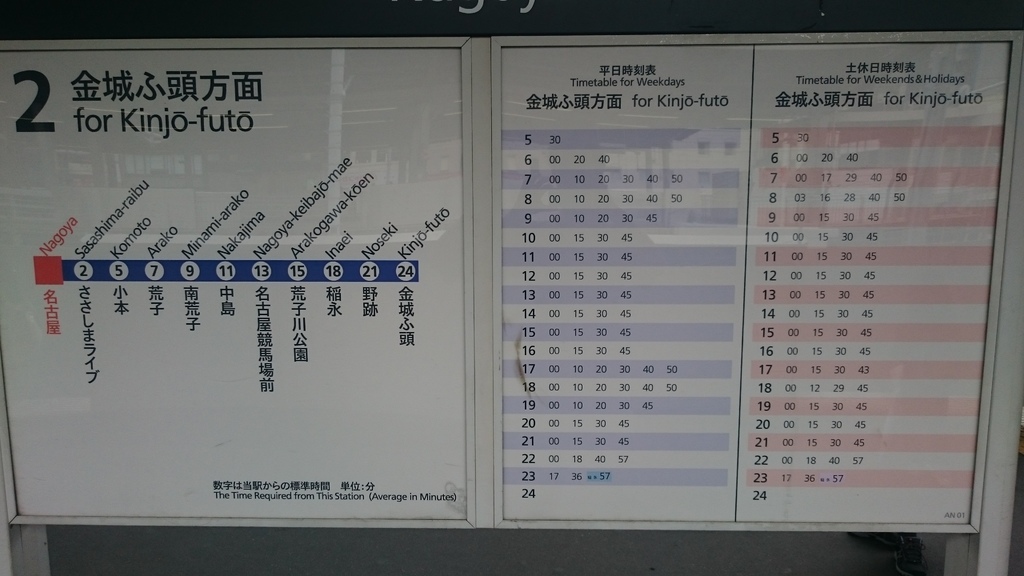 Nagoy
2 金城ふ頭方面
for Kinjō-futō
Nagoya Sasashima-raibu Komoto Arako Minami-arako Nakajima Nagoya-keibajō-mae Arakogawa-kōen Inaei Noseki Kinjō-futō
2 5 7 9 11 13 15 18 21 24
名古屋 ささしまライブ 小本 荒子 南荒子 中島 名古屋競馬場前 荒子川公園 稲永 野跡 金城ふ頭
数字は当駅からの標準時間 単位:分
The Time Required from This Station (Average in Minutes)
平日時刻表
Timetable for Weekdays
金城ふ頭方面 for Kinjō-futō
5 30
6 00 20 40
7 00 10 20 30 40 50
8 00 10 20 30 40 50
9 00 10 20 30 45
10 00 15 30 45
11 00 15 30 45
12 00 15 30 45
13 00 15 30 45
14 00 15 30 45
15 00 15 30 45
16 00 15 30 45
17 00 10 20 30 40 50
18 00 10 20 30 40 50
19 00 10 20 30 45
20 00 15 30 45
21 00 15 30 45
22 00 18 40 57
23 17 36 57
24
土休日時刻表
Timetable for Weekends&Holidays
金城ふ頭方面 for Kinjō-futō
5 30
6 00 20 40
7 00 17 29 40 50
8 03 16 28 40 50
9 00 15 30 45
10 00 15 30 45
11 00 15 30 45
12 00 15 30 45
13 00 15 30 45
14 00 15 30 45
15 00 15 30 45
16 00 15 30 45
17 00 15 30 43
18 00 12 29 45
19 00 15 30 45
20 00 15 30 45
21 00 15 30 45
22 00 18 40 57
23 17 36 57
24
AN 01